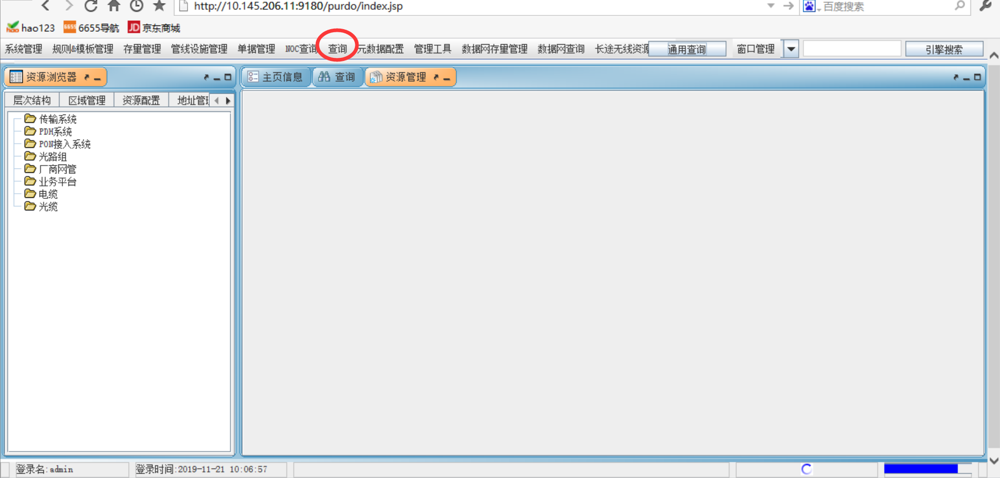 http://10.145.206.11:9180/purdo/index.jsp 百度搜索
hao123 6655导航 JD 京东商城
系统管理 规则&模板管理 存量管理 管线设施管理 单据管理 NOC查询 查询 元数据配置 管理工具 数据网存量管理 数据网查询 长途无线资源 通用查询 窗口管理 引擎搜索
资源浏览器 主页信息 查询 资源管理
层次结构 区域管理 资源配置 地址管理
传输系统
PDH系统
PON接入系统
光路组
厂商网管
业务平台
电缆
光缆
登录名:admin 登录时间:2019-11-21 10:06:57